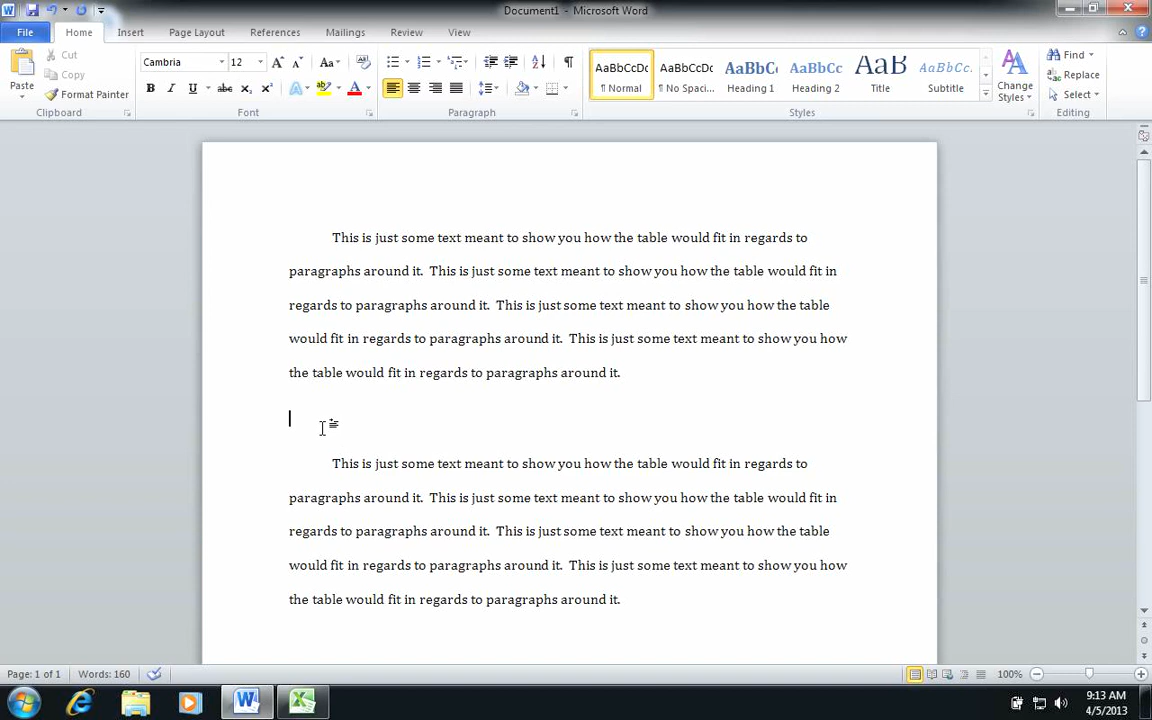 Document1 - Microsoft Word
File Home Insert Page Layout References Mailings Review View
Cut
Copy
Format Painter
Paste
Clipboard
Cambria 12
Font
Paragraph
AaBbCcDc AaBbCcDc AaBbC AaBbCc AaB AaBbCc.
¶ Normal ¶ No Spaci... Heading 1 Heading 2 Title Subtitle
Change
Styles
Styles
Find
Replace
Select
Editing
This is just some text meant to show you how the table would fit in regards to
paragraphs around it. This is just some text meant to show you how the table would fit in
regards to paragraphs around it. This is just some text meant to show you how the table
would fit in regards to paragraphs around it. This is just some text meant to show you how
the table would fit in regards to paragraphs around it.
This is just some text meant to show you how the table would fit in regards to
paragraphs around it. This is just some text meant to show you how the table would fit in
regards to paragraphs around it. This is just some text meant to show you how the table
would fit in regards to paragraphs around it. This is just some text meant to show you how
the table would fit in regards to paragraphs around it.
Page: 1 of 1 Words: 160 100%
9:13 AM
4/5/2013